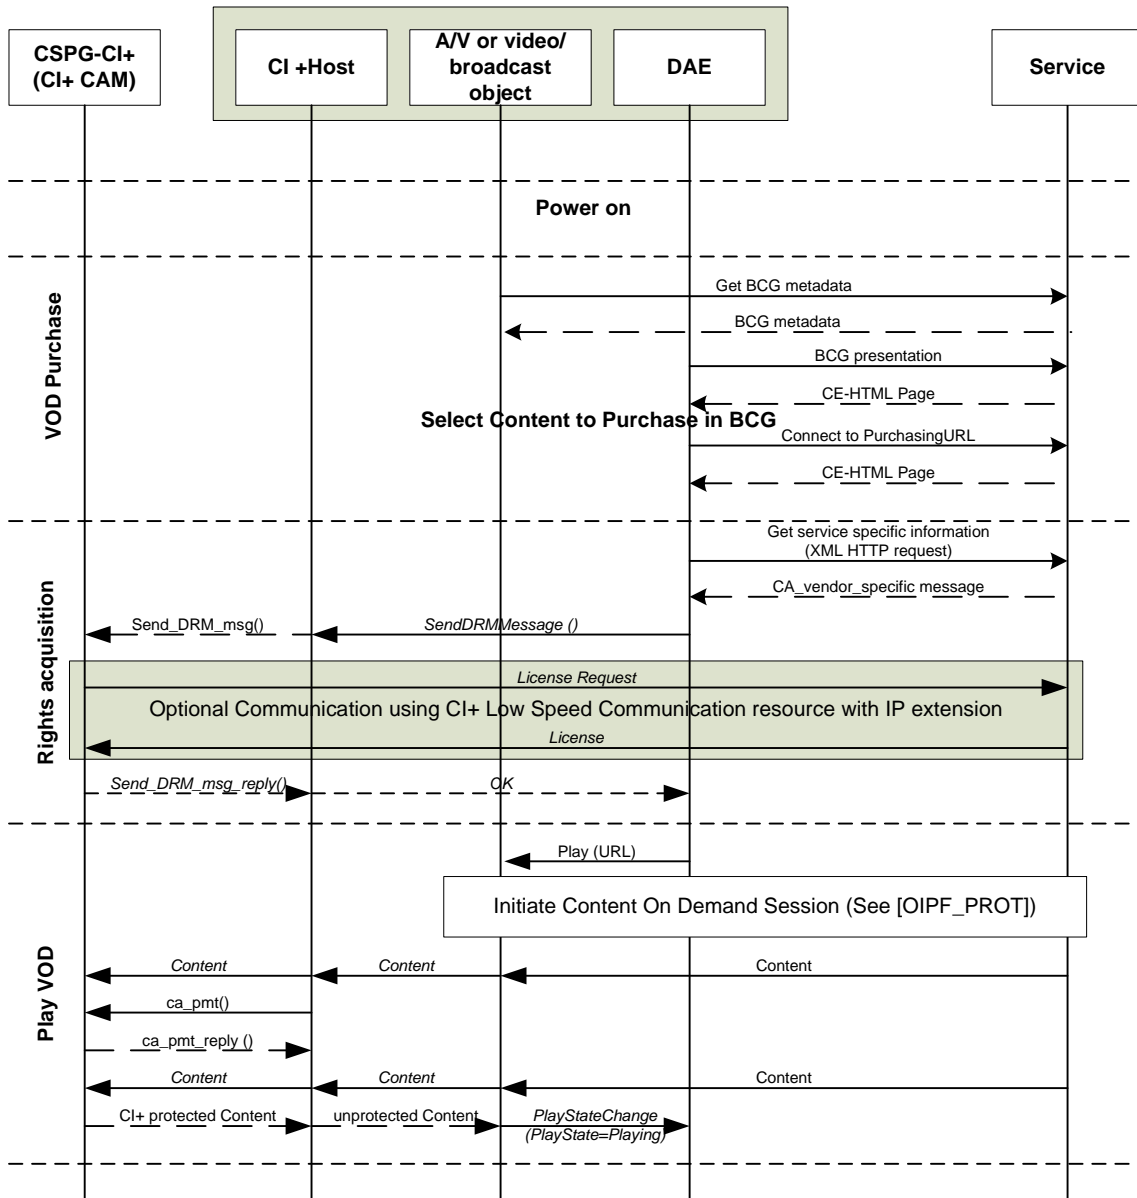 CSPG-CI+
(CI+ CAM)
CI +Host
A/V or video/
broadcast
object
DAE
Service
Power on
VOD Purchase
Get BCG metadata
BCG metadata
BCG presentation
CE-HTML Page
Select Content to Purchase in BCG
Connect to PurchasingURL
CE-HTML Page
Rights acquisition
Get service specific information
(XML HTTP request)
CA_vendor_specific message
Send_DRM_msg()
SendDRMMessage ()
License Request
Optional Communication using CI+ Low Speed Communication resource with IP extension
License
Send_DRM_msg_reply()
OK
Play VOD
Play (URL)
Initiate Content On Demand Session (See [OIPF_PROT])
Content
Content
Content
ca_pmt()
ca_pmt_reply ()
Content
Content
Content
CI+ protected Content
unprotected Content
PlayStateChange
(PlayState=Playing)